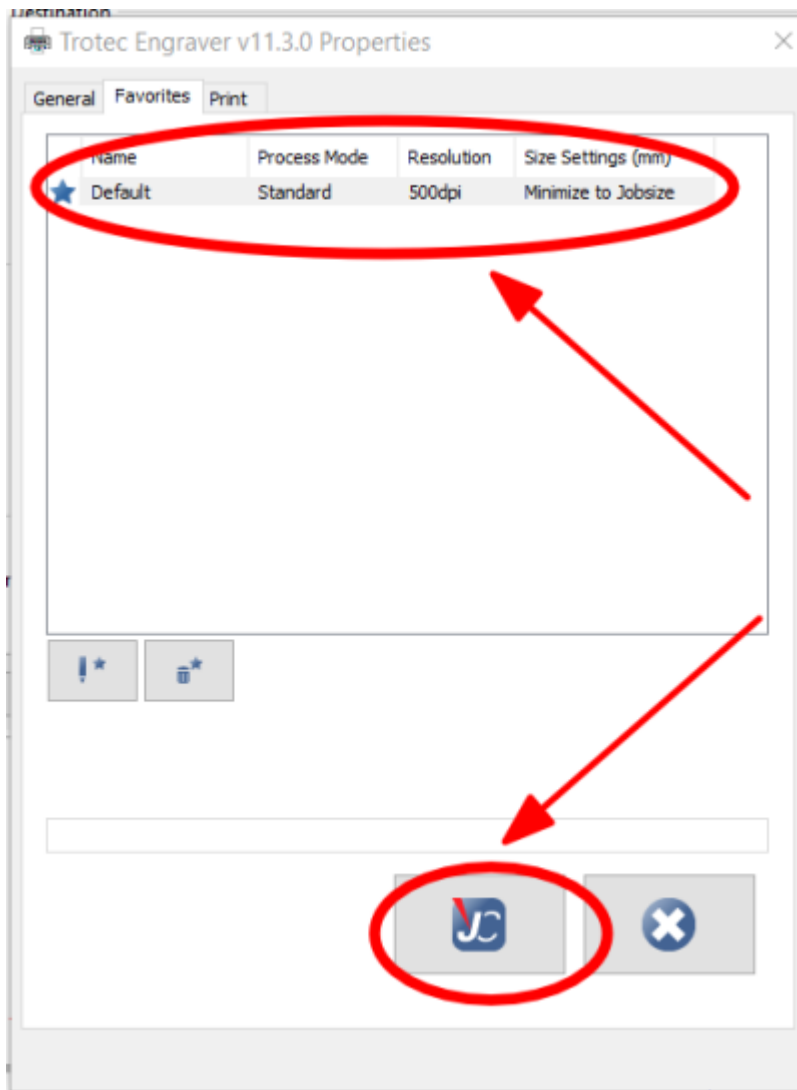 Destination
Trotec Engraver v11.3.0 Properties
General Favorites Print
Name Process Mode Resolution Size Settings (mm)
Default Standard 500dpi Minimize to Jobsize
JC